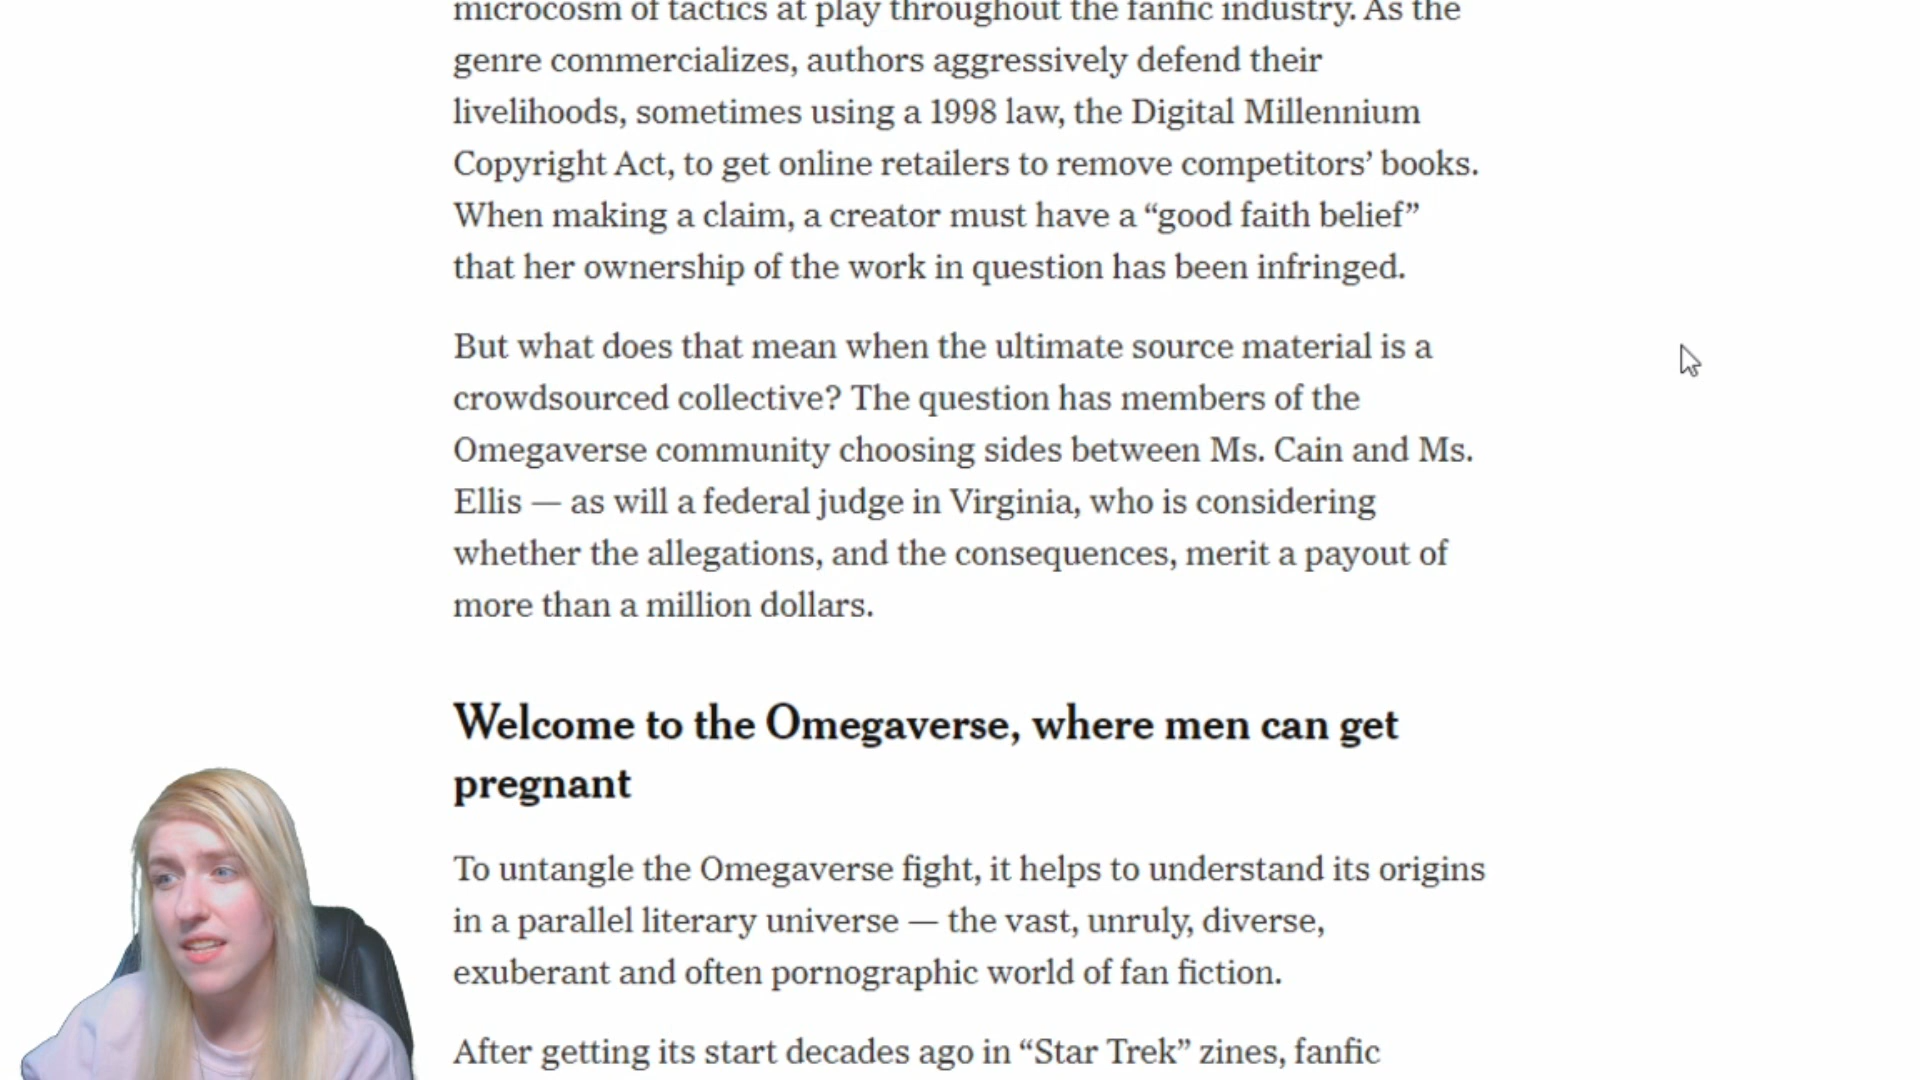 microcosm of tactics at play throughout the fanfic industry. As the
genre commercializes, authors aggressively defend their
livelihoods, sometimes using a 1998 law, the Digital Millennium
Copyright Act, to get online retailers to remove competitors’ books.
When making a claim, a creator must have a “good faith belief”
that her ownership of the work in question has been infringed.
But what does that mean when the ultimate source material is a
crowdsourced collective? The question has members of the
Omegaverse community choosing sides between Ms. Cain and Ms.
Ellis — as will a federal judge in Virginia, who is considering
whether the allegations, and the consequences, merit a payout of
more than a million dollars.
Welcome to the Omegaverse, where men can get
pregnant
To untangle the Omegaverse fight, it helps to understand its origins
in a parallel literary universe — the vast, unruly, diverse,
exuberant and often pornographic world of fan fiction.
After getting its start decades ago in “Star Trek” zines, fanfic